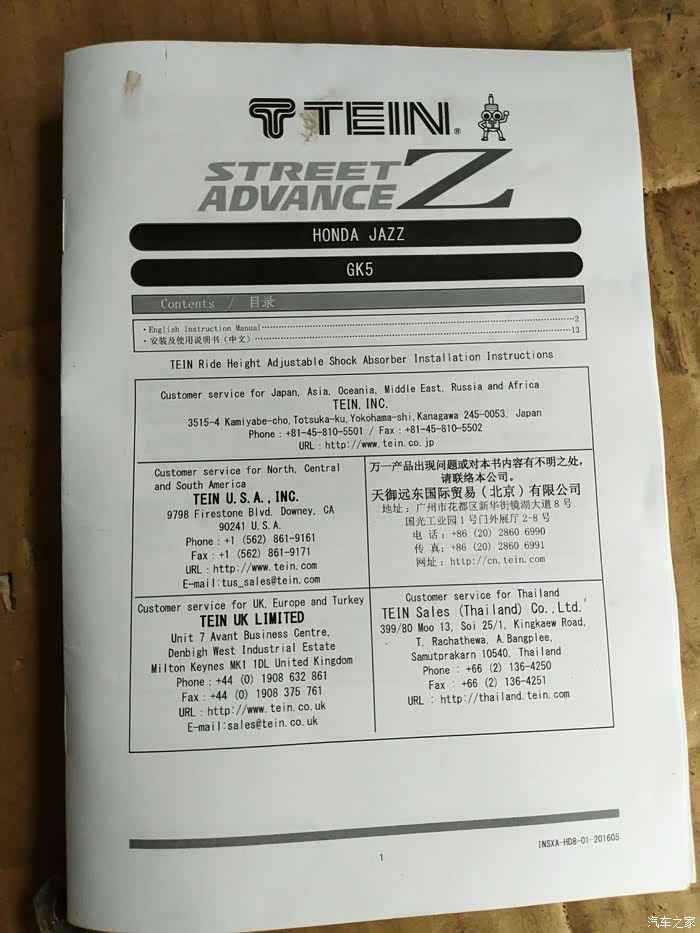 TEIN®
STREET
ADVANCE Z
HONDA JAZZ
GK5
Contents / 目录
・English Instruction Manual……2
・安装及使用说明书(中文)……13
TEIN Ride Height Adjustable Shock Absorber Installation Instructions
Customer service for Japan, Asia, Oceania, Middle East, Russia and Africa
TEIN, INC.
3515-4 Kamiyabe-cho, Totsuka-ku, Yokohama-shi, Kanagawa 245-0053, Japan
Phone：+81-45-810-5501 / Fax：+81-45-810-5502
URL：http://www.tein.co.jp
Customer service for North, Central
and South America
TEIN U.S.A., INC.
9798 Firestone Blvd. Downey, CA
90241 U.S.A.
Phone：+1 (562) 861-9161
Fax：+1 (562) 861-9171
URL：http://www.tein.com
E-mail:tus_sales@tein.com
万一产品出现问题或对本书内容有不明之处,
请联络本公司。
天御远东国际贸易(北京)有限公司
地址：广州市花都区新华街镜湖大道8号
国光工业园1号门外展厅2-8号
电 话：+86 (20) 2860 6990
传 真：+86 (20) 2860 6991
网址：http://cn.tein.com
Customer service for UK, Europe and Turkey
TEIN UK LIMITED
Unit 7 Avant Business Centre,
Denbigh West Industrial Estate
Milton Keynes MK1 1DL United Kingdom
Phone：+44 (0) 1908 632 861
Fax：+44 (0) 1908 375 761
URL：http://www.tein.co.uk
E-mail:sales@tein.co.uk
Customer service for Thailand
TEIN Sales (Thailand) Co., Ltd.
399/80 Moo 13, Soi 25/1, Kingkaew Road,
T. Rachathewa, A.Bangplee,
Samutprakarn 10540, Thailand
Phone : +66 (2) 136-4250
Fax : +66 (2) 136-4251
URL : http://thailand.tein.com
INSXA-HD8-01-201605
1
汽车之家